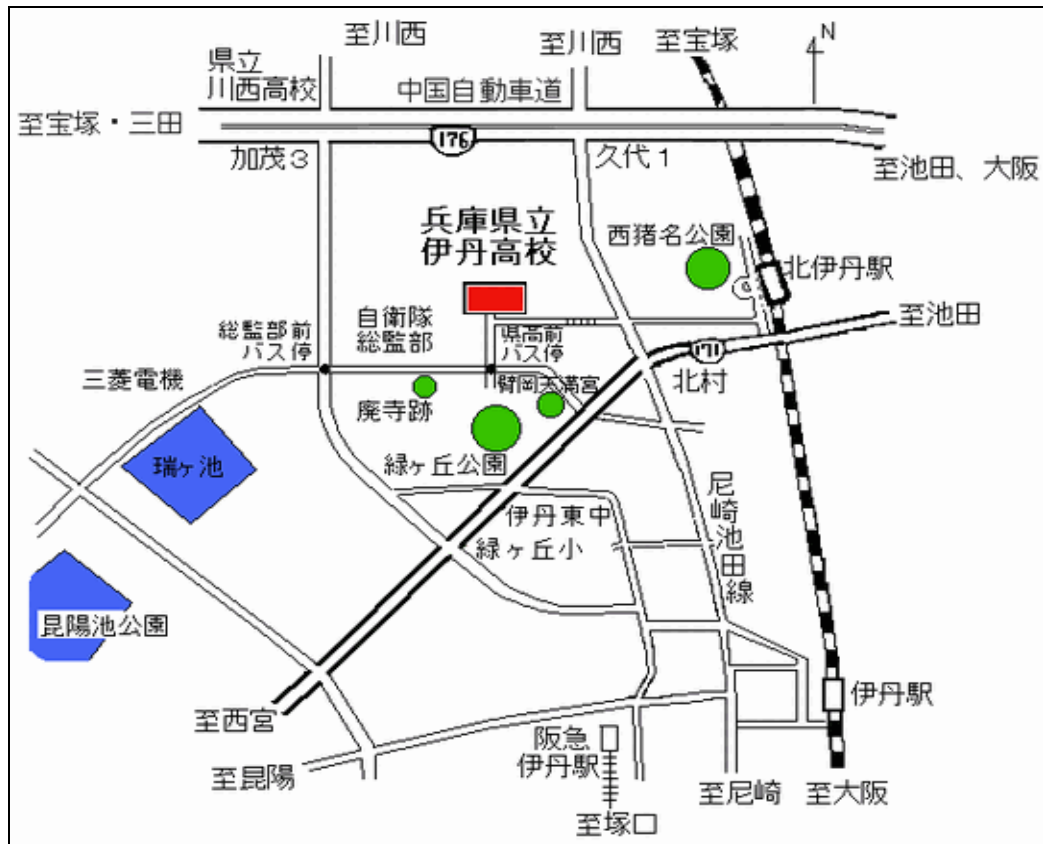 至川西
至川西
至宝塚
N
県立
川西高校
中国自動車道
至宝塚・三田
176
加茂3
久代1
至池田、大阪
兵庫県立
伊丹高校
西猪名公園
北伊丹駅
総監部前
バス停
自衛隊
総監部
県高前
バス停
至池田
171
北村
三菱電機
廃寺跡
臂岡天満宮
瑞ヶ池
緑ヶ丘公園
伊丹東中
緑ヶ丘小
尼崎池田線
昆陽池公園
伊丹駅
至西宮
阪急
伊丹駅
至昆陽
至尼崎
至大阪
至塚口